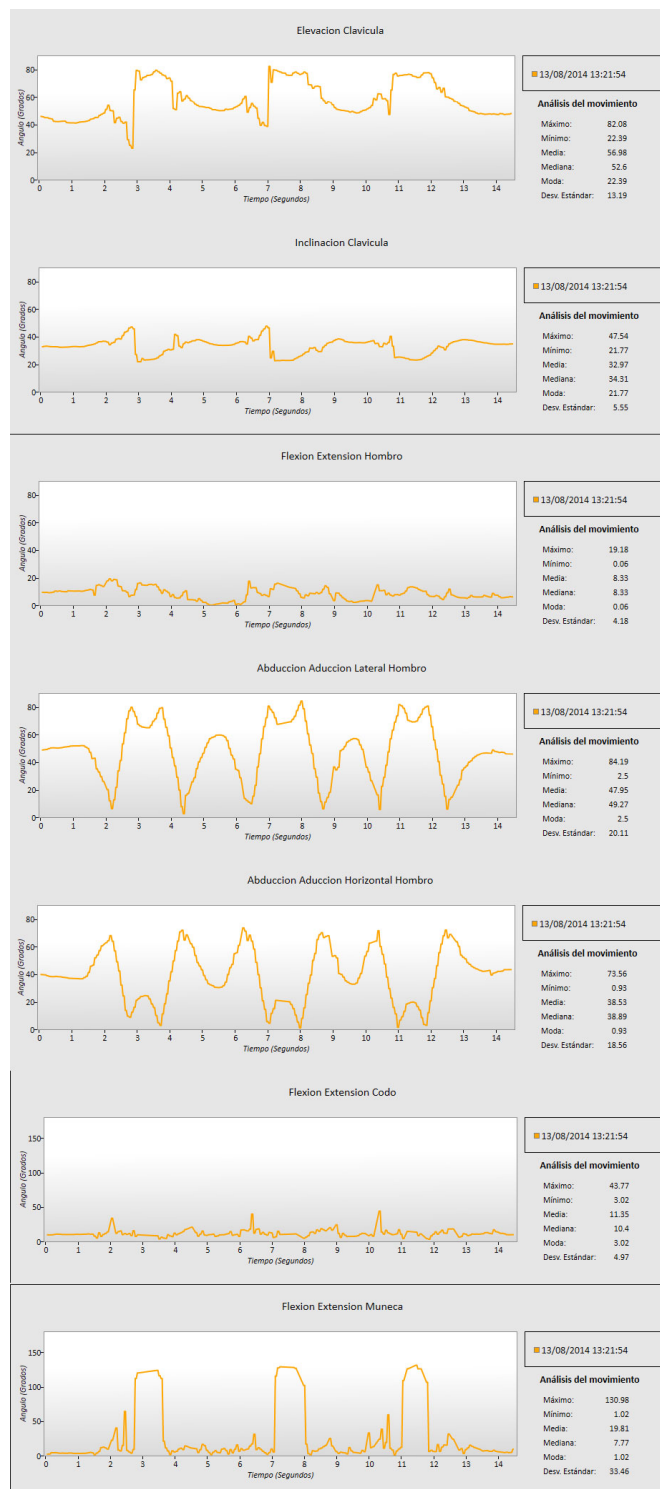 Elevacion Clavicula
Angulo (Grados)
80
60
40
20
0
0 1 2 3 4 5 6 7 8 9 10 11 12 13 14
Tiempo (Segundos)
13/08/2014 13:21:54
Análisis del movimiento
Máximo: 82.08
Mínimo: 22.39
Media: 56.98
Mediana: 52.6
Moda: 22.39
Desv. Estándar: 13.19
Inclinacion Clavicula
Angulo (Grados)
80
60
40
20
0
0 1 2 3 4 5 6 7 8 9 10 11 12 13 14
Tiempo (Segundos)
13/08/2014 13:21:54
Análisis del movimiento
Máximo: 47.54
Mínimo: 21.77
Media: 32.97
Mediana: 34.31
Moda: 21.77
Desv. Estándar: 5.55
Flexion Extension Hombro
Angulo (Grados)
80
60
40
20
0
0 1 2 3 4 5 6 7 8 9 10 11 12 13 14
Tiempo (Segundos)
13/08/2014 13:21:54
Análisis del movimiento
Máximo: 19.18
Mínimo: 0.06
Media: 8.33
Mediana: 8.33
Moda: 0.06
Desv. Estándar: 4.18
Abduccion Aduccion Lateral Hombro
Angulo (Grados)
80
60
40
20
0
0 1 2 3 4 5 6 7 8 9 10 11 12 13 14
Tiempo (Segundos)
13/08/2014 13:21:54
Análisis del movimiento
Máximo: 84.19
Mínimo: 2.5
Media: 47.95
Mediana: 49.27
Moda: 2.5
Desv. Estándar: 20.11
Abduccion Aduccion Horizontal Hombro
Angulo (Grados)
80
60
40
20
0
0 1 2 3 4 5 6 7 8 9 10 11 12 13 14
Tiempo (Segundos)
13/08/2014 13:21:54
Análisis del movimiento
Máximo: 73.56
Mínimo: 0.93
Media: 38.53
Mediana: 38.89
Moda: 0.93
Desv. Estándar: 18.56
Flexion Extension Codo
Angulo (Grados)
150
100
50
0
0 1 2 3 4 5 6 7 8 9 10 11 12 13 14
Tiempo (Segundos)
13/08/2014 13:21:54
Análisis del movimiento
Máximo: 43.77
Mínimo: 3.02
Media: 11.35
Mediana: 10.4
Moda: 3.02
Desv. Estándar: 4.97
Flexion Extension Muneca
Angulo (Grados)
150
100
50
0
0 1 2 3 4 5 6 7 8 9 10 11 12 13 14
Tiempo (Segundos)
13/08/2014 13:21:54
Análisis del movimiento
Máximo: 130.98
Mínimo: 1.02
Media: 19.81
Mediana: 7.77
Moda: 1.02
Desv. Estándar: 33.46